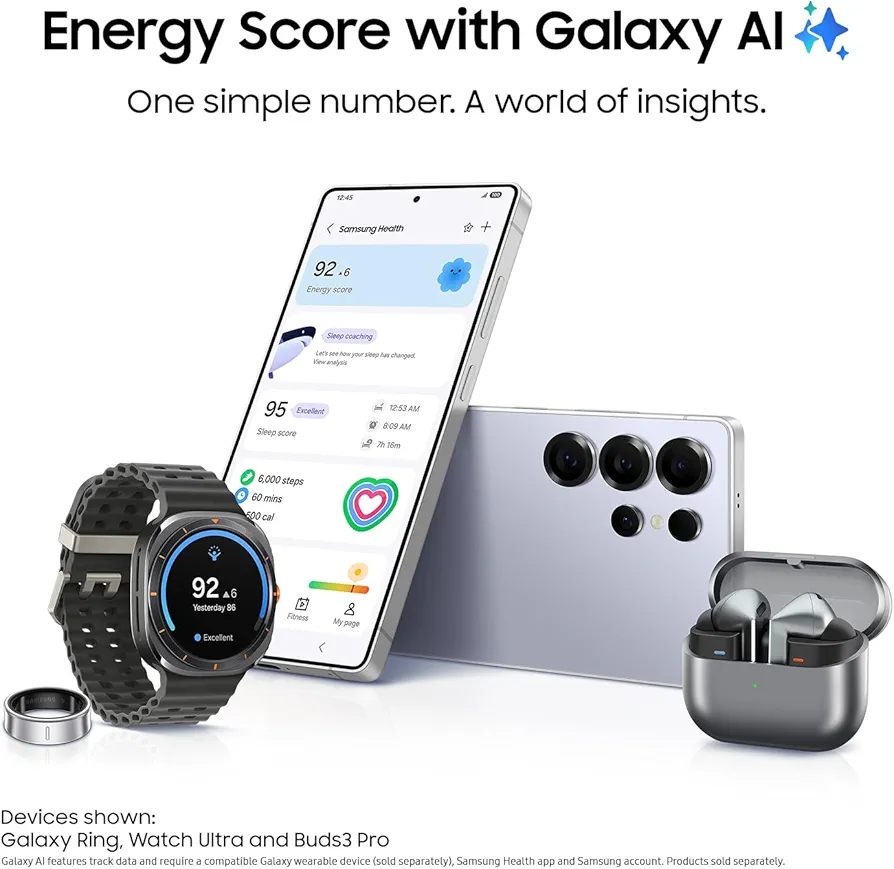 Energy Score with Galaxy AI
One simple number. A world of insights.
12:45
100
Samsung Health
92 ▲6
Energy score
Sleep coaching
Let's see how your sleep has changed.
View analysis
95 Excellent
Sleep score
12:53 AM
8:09 AM
7h 16m
6,000 steps
60 mins
500 cal
Fitness
My page
92 ▲6
Yesterday 86
Excellent
SAMSUNG
Devices shown:
Galaxy Ring, Watch Ultra and Buds3 Pro
Galaxy AI features track data and require a compatible Galaxy wearable device (sold separately), Samsung Health app and Samsung account. Products sold separately.